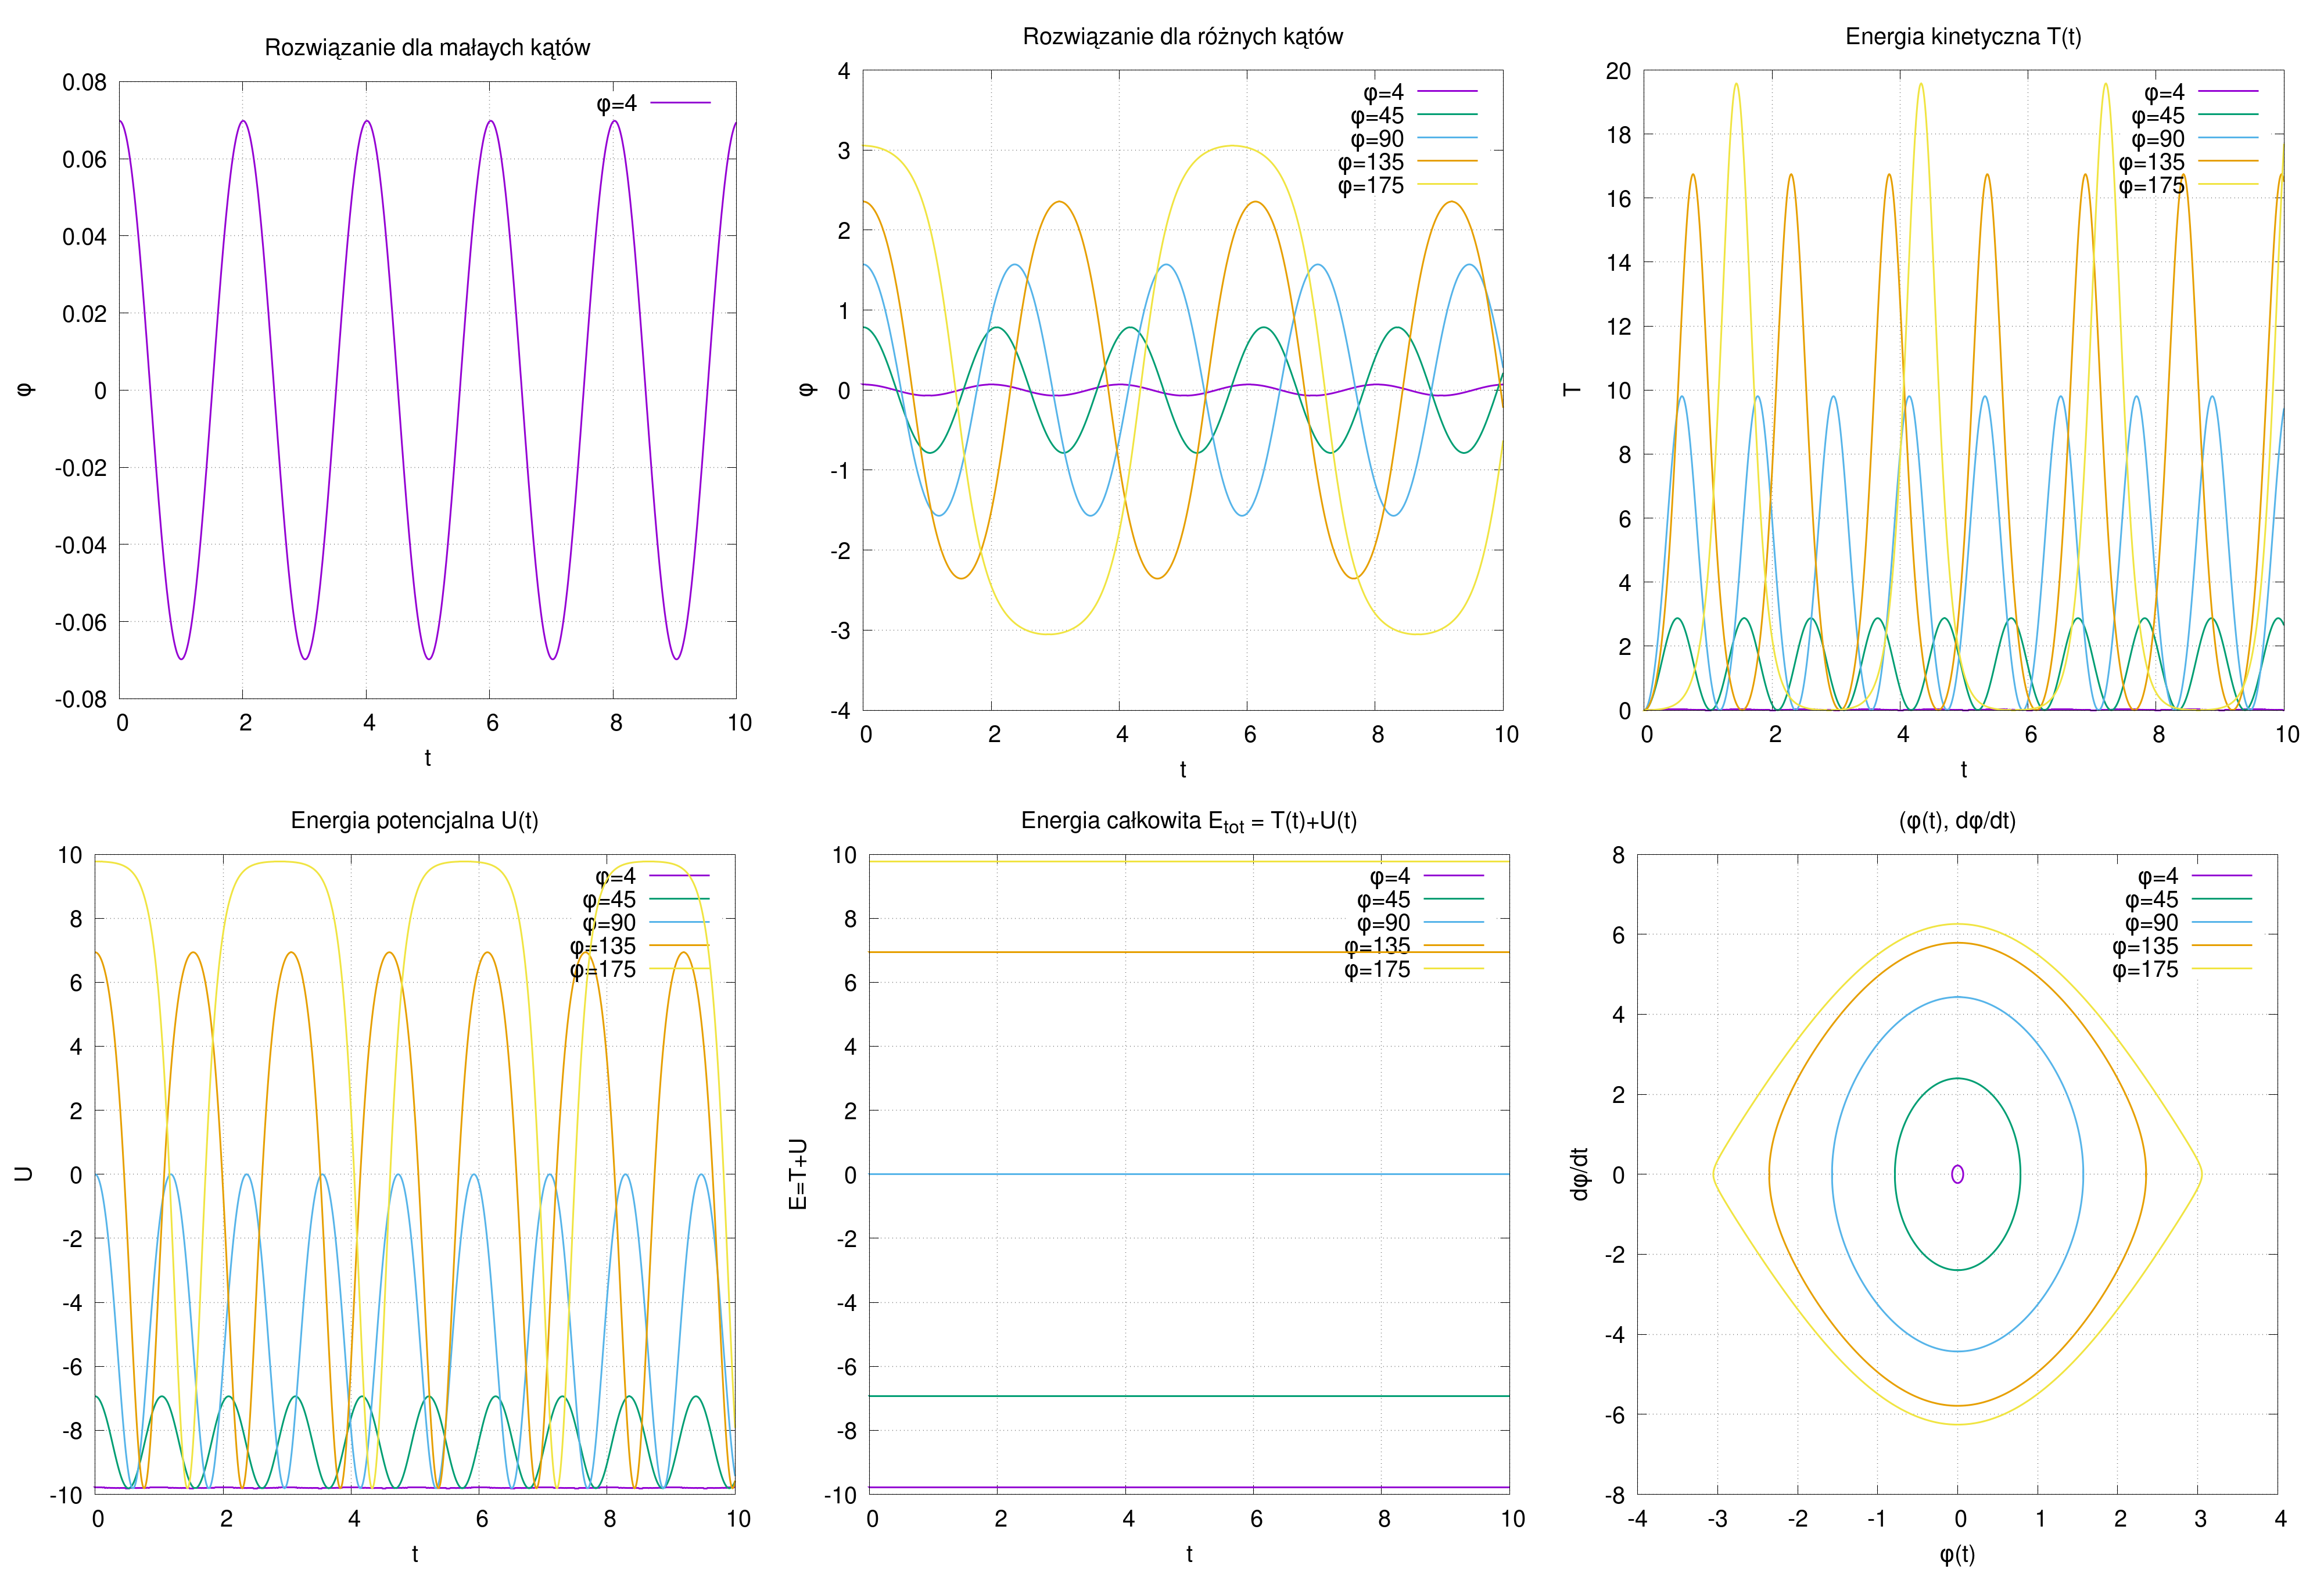 Rozwiązanie dla małaych kątów
φ=4
0.08
0.06
0.04
0.02
0
-0.02
-0.04
-0.06
-0.08
φ
0 2 4 6 8 10
t
Rozwiązanie dla różnych kątów
φ=4
φ=45
φ=90
φ=135
φ=175
4
3
2
1
0
-1
-2
-3
-4
φ
0 2 4 6 8 10
t
Energia kinetyczna T(t)
φ=4
φ=45
φ=90
φ=135
φ=175
20
18
16
14
12
10
8
6
4
2
0
T
0 2 4 6 8 10
t
Energia potencjalna U(t)
φ=4
φ=45
φ=90
φ=135
φ=175
10
8
6
4
2
0
-2
-4
-6
-8
-10
U
0 2 4 6 8 10
t
Energia całkowita Etot = T(t)+U(t)
φ=4
φ=45
φ=90
φ=135
φ=175
10
8
6
4
2
0
-2
-4
-6
-8
-10
E=T+U
0 2 4 6 8 10
t
(φ(t), dφ/dt)
φ=4
φ=45
φ=90
φ=135
φ=175
8
6
4
2
0
-2
-4
-6
-8
dφ/dt
-4 -3 -2 -1 0 1 2 3 4
φ(t)